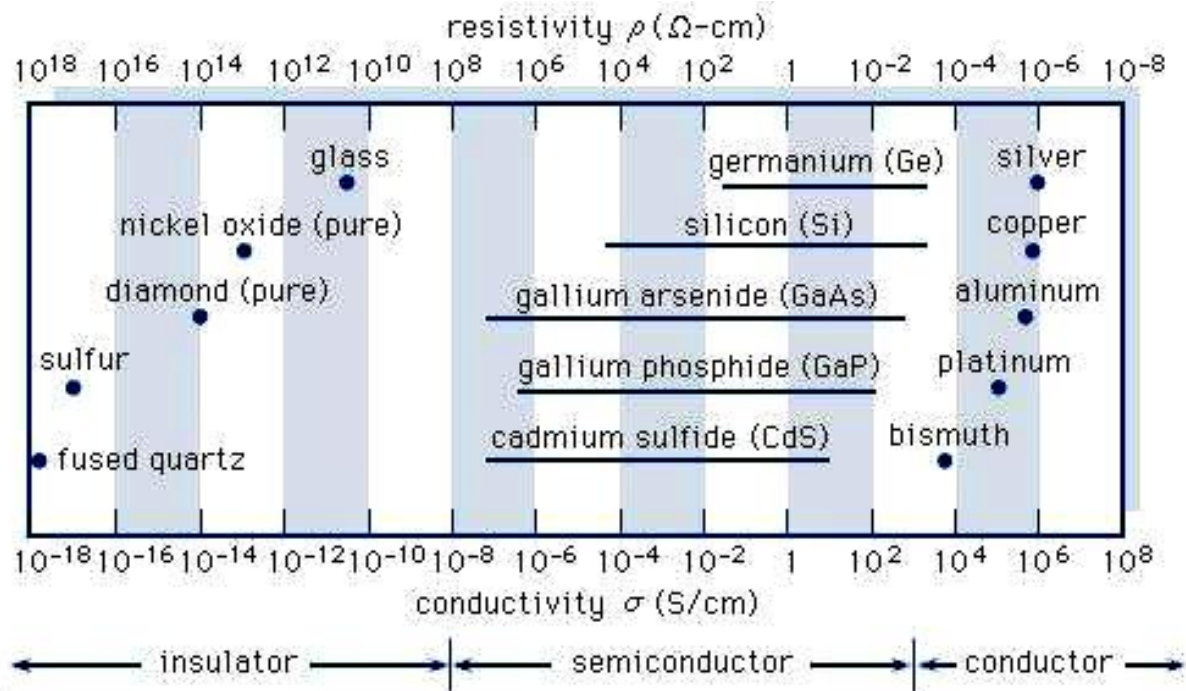 resistivity ρ (Ω-cm)
10¹⁸ 10¹⁶ 10¹⁴ 10¹² 10¹⁰ 10⁸ 10⁶ 10⁴ 10² 1 10⁻² 10⁻⁴ 10⁻⁶ 10⁻⁸
glass germanium (Ge) silver
nickel oxide (pure) silicon (Si) copper
diamond (pure) gallium arsenide (GaAs) aluminum
sulfur gallium phosphide (GaP) platinum
cadmium sulfide (CdS) bismuth
fused quartz
10⁻¹⁸ 10⁻¹⁶ 10⁻¹⁴ 10⁻¹² 10⁻¹⁰ 10⁻⁸ 10⁻⁶ 10⁻⁴ 10⁻² 1 10² 10⁴ 10⁶ 10⁸
conductivity σ (S/cm)
insulator semiconductor conductor